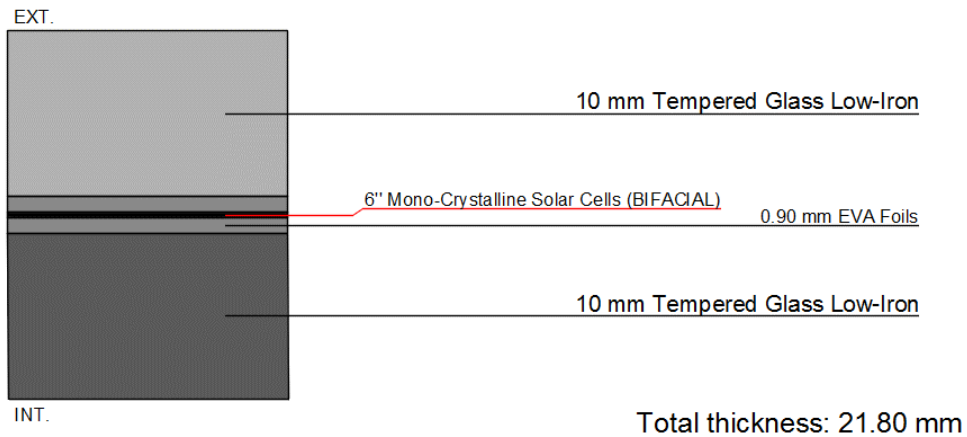 EXT.
10 mm Tempered Glass Low-Iron
6'' Mono-Crystalline Solar Cells (BIFACIAL)
0.90 mm EVA Foils
10 mm Tempered Glass Low-Iron
INT.
Total thickness: 21.80 mm